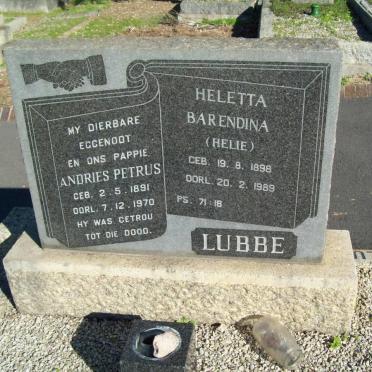 MY DIERBARE
EGGENOOT
EN ONS PAPPIE
ANDRIES PETRUS
GEB. 2.5.1891
OORL. 7.12.1970
HY WAS GETROU
TOT DIE DOOD.
HELETTA
BARENDINA
(HELIE)
GEB. 19.8.1898
OORL. 20.2.1989
PS. 71:18
LUBBE